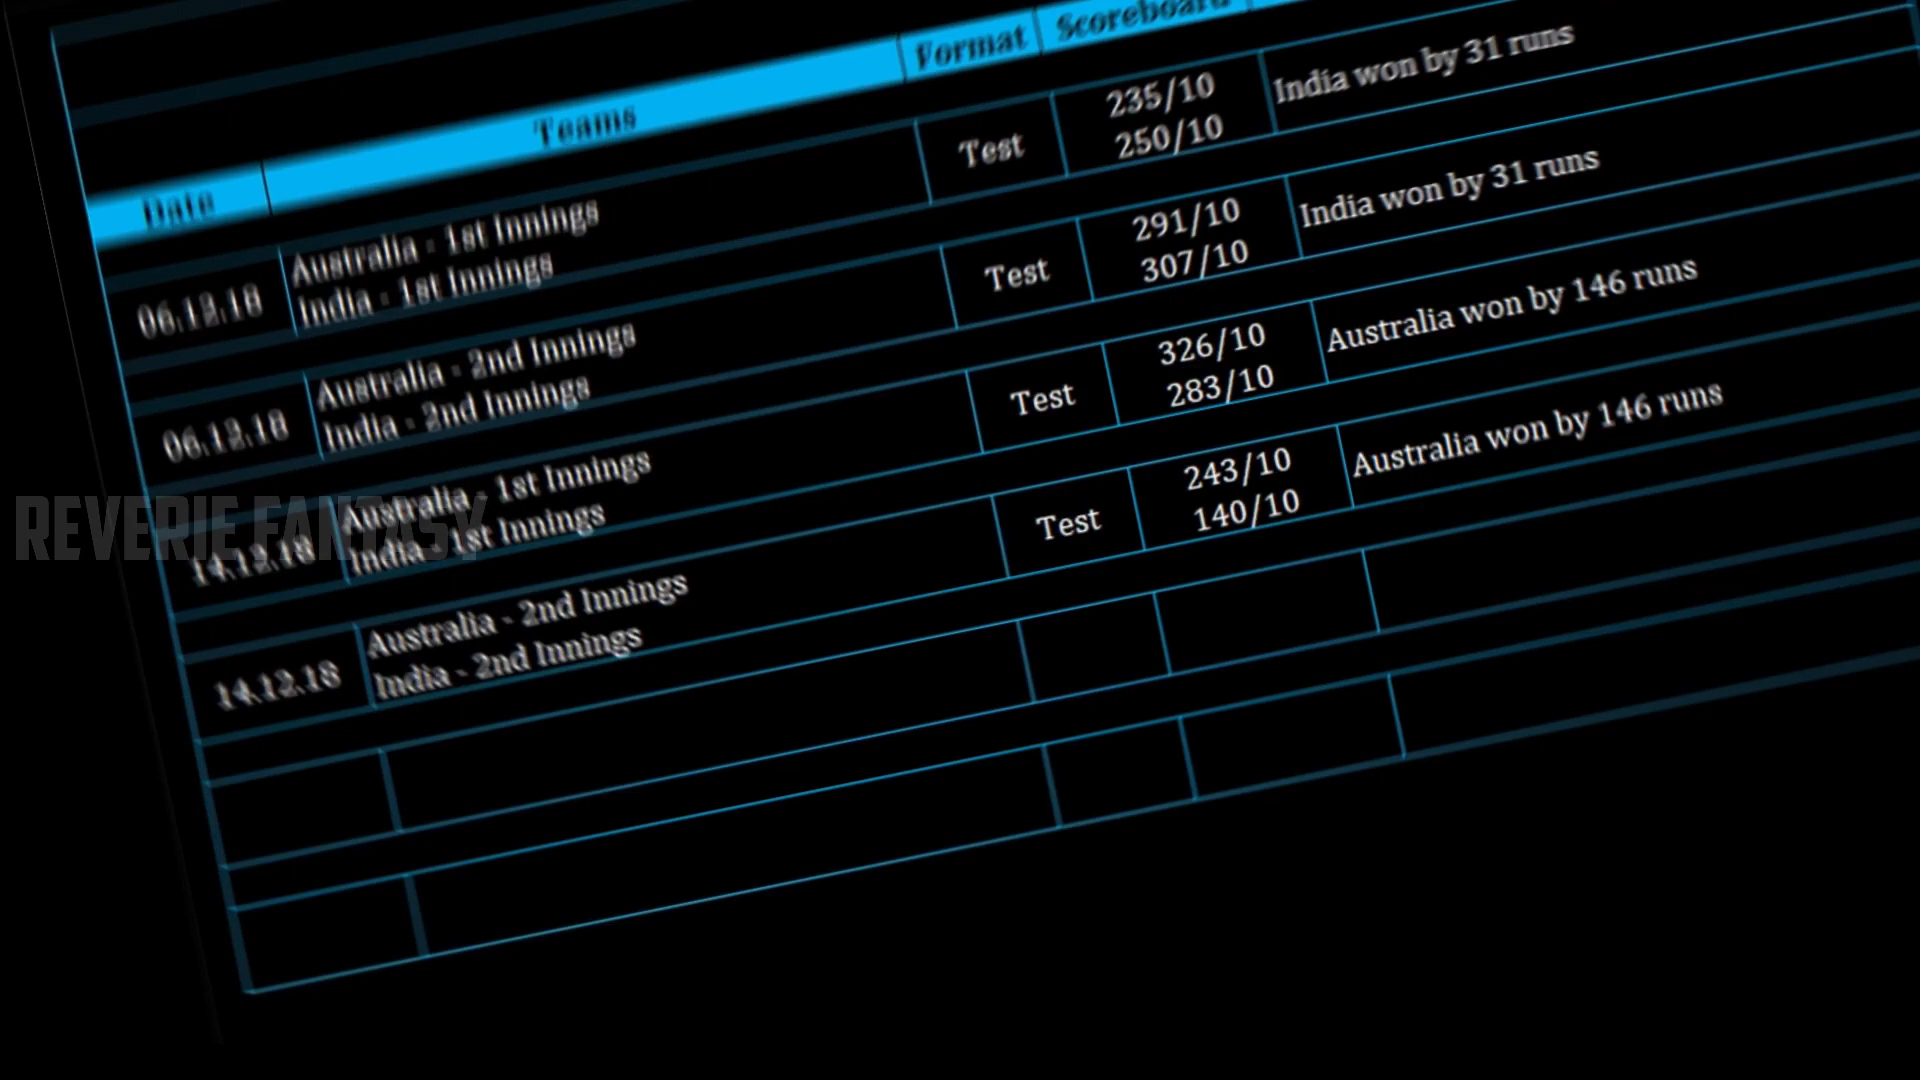 Date Teams Format Scoreboard
06.12.18 Australia - 1st Innings Test 235/10 India won by 31 runs
India - 1st Innings 250/10
06.12.18 Australia - 2nd Innings Test 291/10 India won by 31 runs
India - 2nd Innings 307/10
14.12.18 Australia - 1st Innings Test 326/10 Australia won by 146 runs
India - 1st Innings 283/10
14.12.18 Australia - 2nd Innings Test 243/10 Australia won by 146 runs
India - 2nd Innings 140/10
REVERIE FANTASY